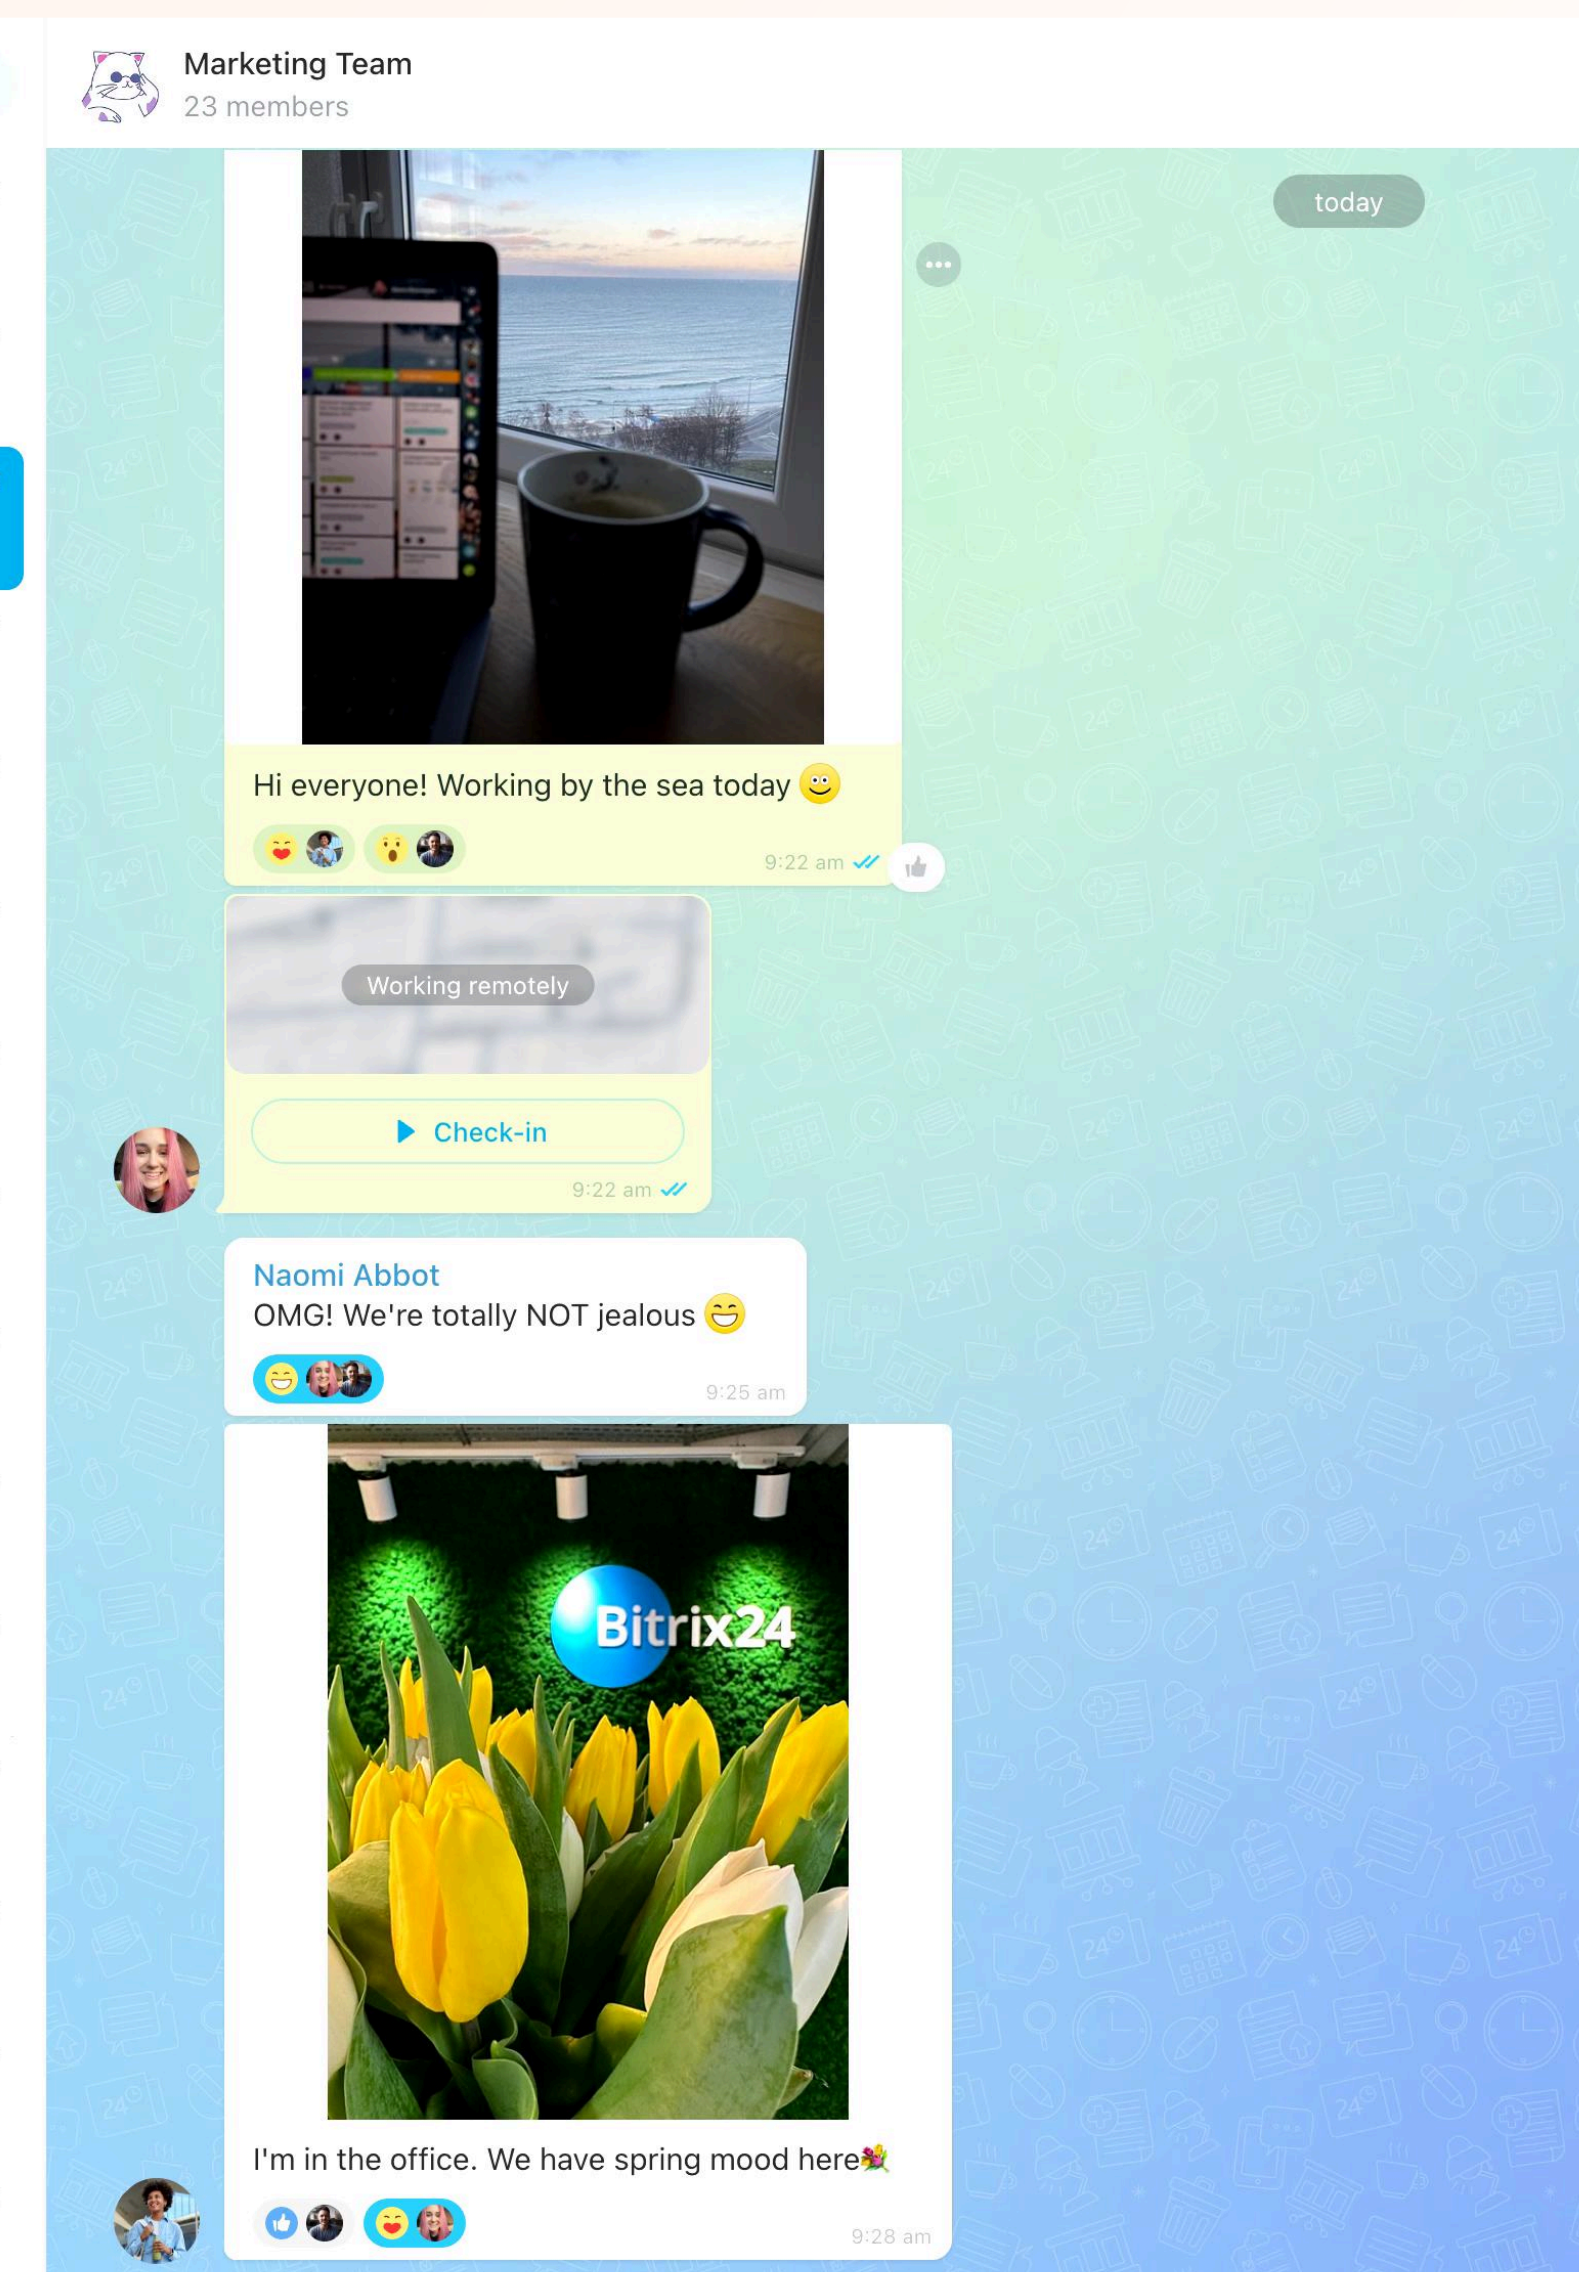 Marketing Team
23 members
today
Hi everyone! Working by the sea today
9:22 am
Working remotely
Check-in
9:22 am
Naomi Abbot
OMG! We're totally NOT jealous
9:25 am
Bitrix24
I'm in the office. We have spring mood here
9:28 am